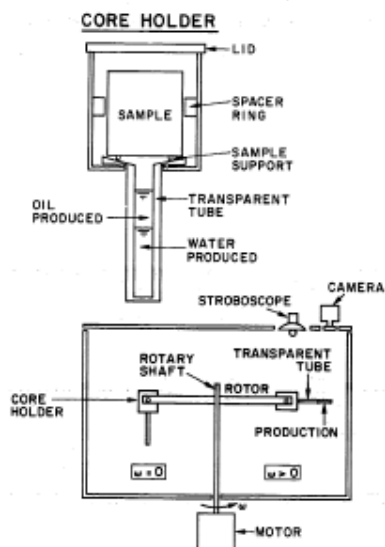 CORE HOLDER
LID
SAMPLE
SPACER
RING
SAMPLE
SUPPORT
OIL
PRODUCED
TRANSPARENT
TUBE
WATER
PRODUCED
CAMERA
STROBOSCOPE
TRANSPARENT
TUBE
ROTARY
SHAFT
ROTOR
CORE
HOLDER
PRODUCTION
ω=0
ω>0
ω
MOTOR